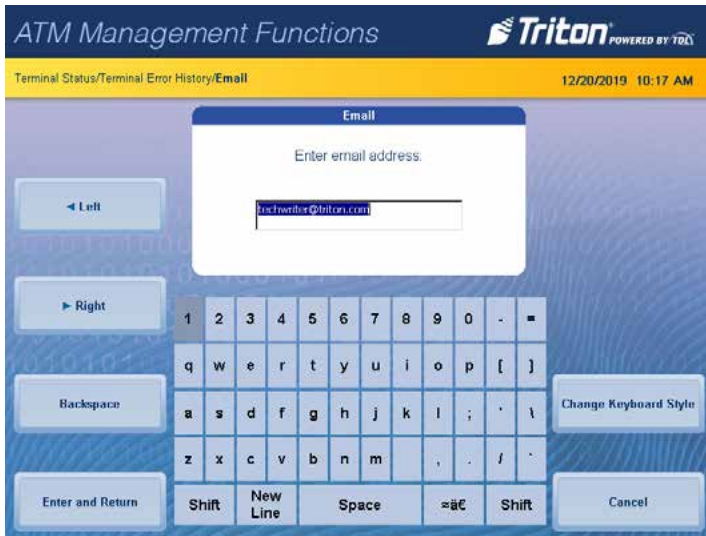 ATM Management Functions
Triton POWERED BY TDL
Terminal Status/Terminal Error History/Email
12/20/2019 10:17 AM
Email
Enter email address:
techwriter@triton.com
◄ Left
► Right
Backspace
Enter and Return
1 2 3 4 5 6 7 8 9 0 - =
q w e r t y u i o p [ ]
a s d f g h j k l ; ' \
z x c v b n m , . / `
Shift New Line Space ≈ä€ Shift
Change Keyboard Style
Cancel